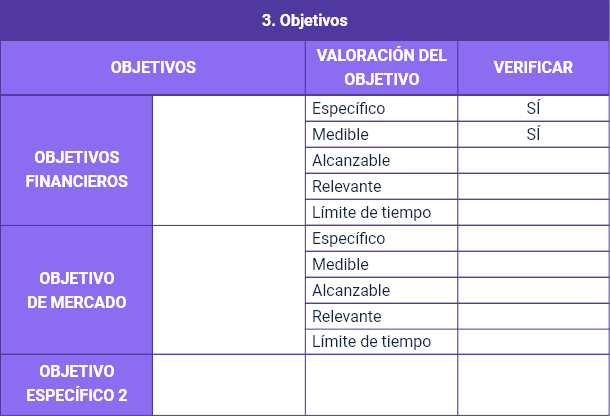 3. Objetivos
OBJETIVOS
VALORACIÓN DEL
OBJETIVO
VERIFICAR
OBJETIVOS
FINANCIEROS
Específico
SÍ
Medible
SÍ
Alcanzable
Relevante
Límite de tiempo
OBJETIVO
DE MERCADO
Específico
Medible
Alcanzable
Relevante
Límite de tiempo
OBJETIVO
ESPECÍFICO 2